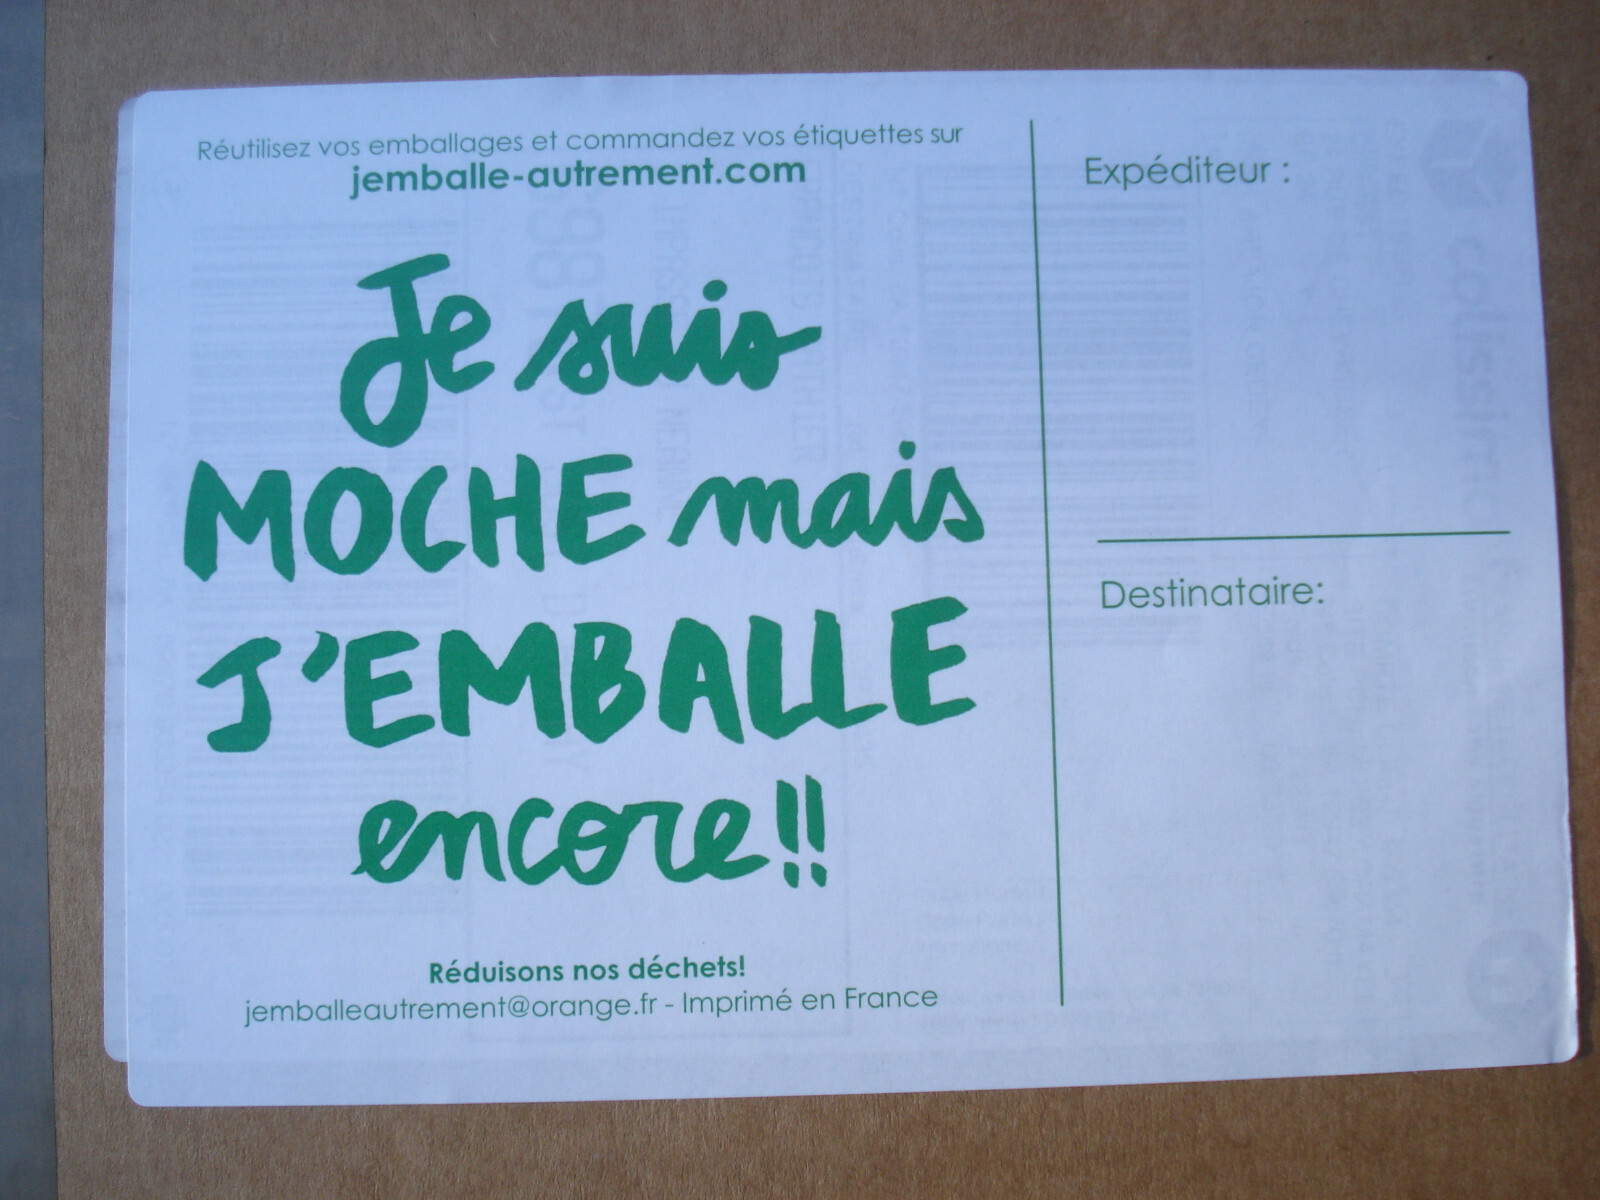 Réutilisez vos emballages et commandez vos étiquettes sur
jemballe-autrement.com
Je suis
MOCHE mais
J'EMBALLE
encore!!
Réduisons nos déchets!
jemballeautrement@orange.fr - Imprimé en France
Expéditeur :
Destinataire:
colissimo